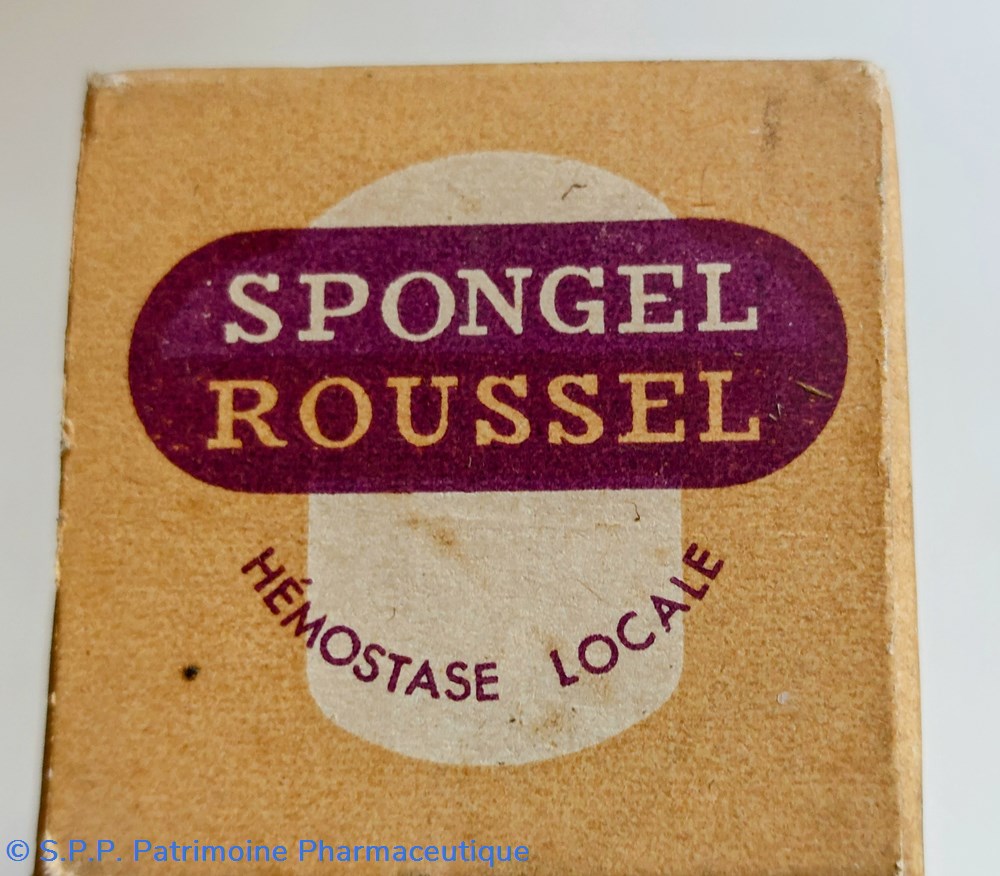 SPONGEL
ROUSSEL
HÉMOSTASE LOCALE
© S.P.P. Patrimoine Pharmaceutique